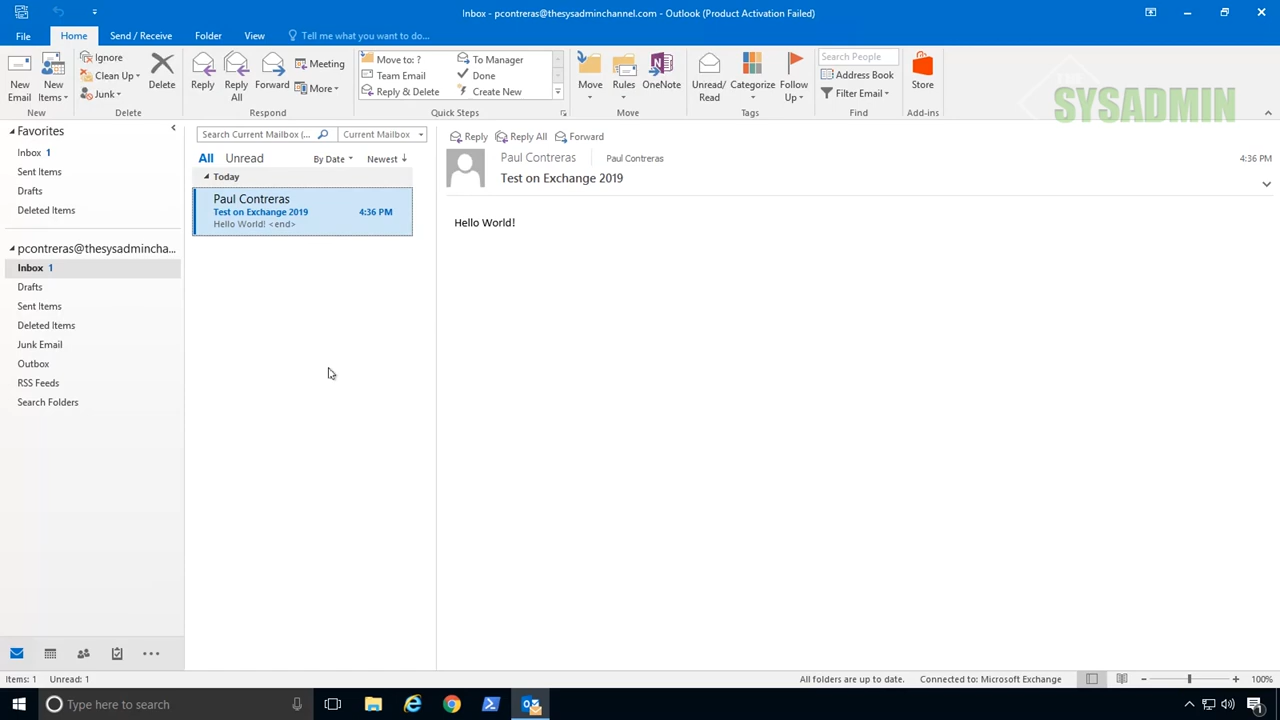 Inbox - pcontreras@thesysadminchannel.com - Outlook (Product Activation Failed)
File Home Send / Receive Folder View Tell me what you want to do...
New Email
New Items
New
Ignore
Clean Up
Junk
Delete
Delete
Reply
Reply All
Forward
Meeting
More
Respond
Move to: ?
Team Email
Reply & Delete
To Manager
Done
Create New
Quick Steps
Move
Rules
OneNote
Move
Unread/ Read
Categorize
Follow Up
Tags
Search People
Address Book
Filter Email
Find
Store
Add-ins
THE
SYSADMIN
Favorites
Inbox 1
Sent Items
Drafts
Deleted Items
pcontreras@thesysadmincha...
Inbox 1
Drafts
Sent Items
Deleted Items
Junk Email
Outbox
RSS Feeds
Search Folders
Search Current Mailbox (... Current Mailbox
All Unread By Date Newest
Today
Paul Contreras
Test on Exchange 2019 4:36 PM
Hello World! <end>
Reply Reply All Forward
Paul Contreras Paul Contreras 4:36 PM
Test on Exchange 2019
Hello World!
Items: 1 Unread: 1 All folders are up to date. Connected to: Microsoft Exchange 100%
Type here to search
1